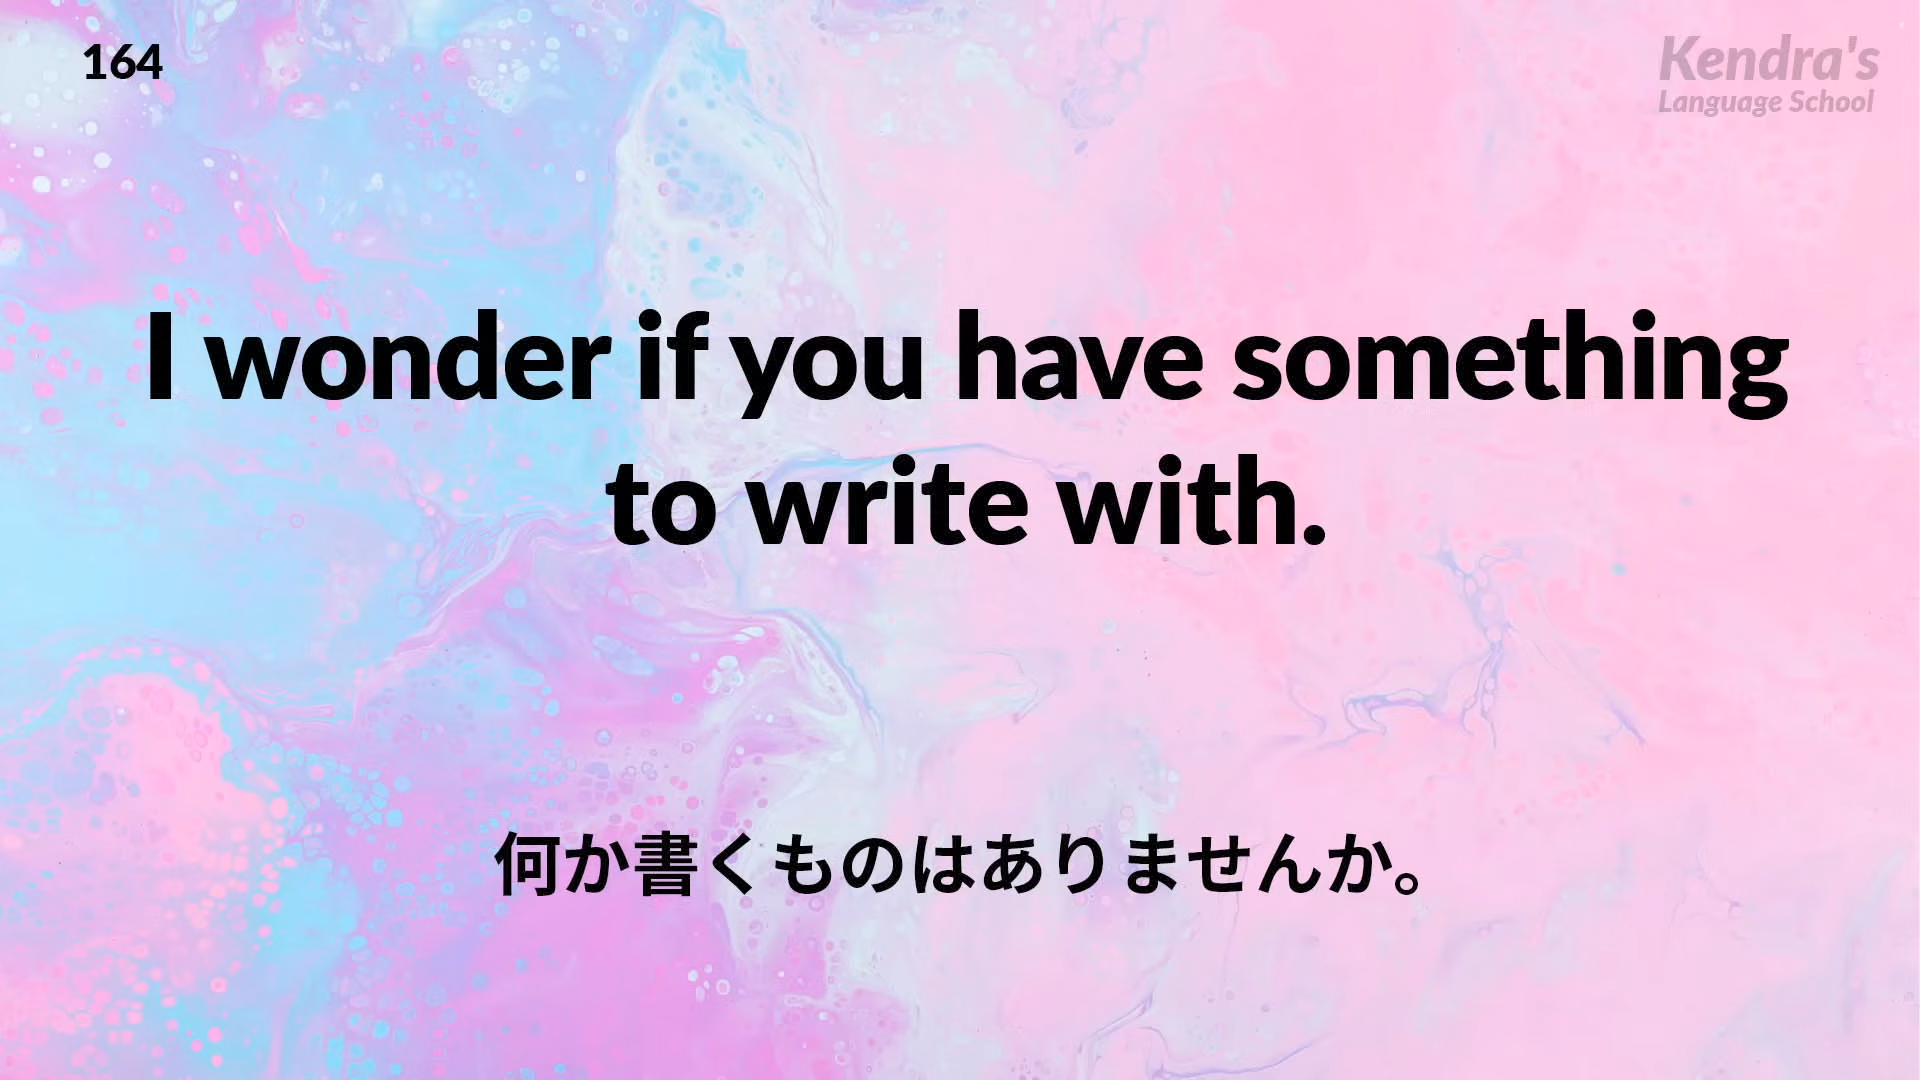 164
Kendra's
Language School
I wonder if you have something
to write with.
何か書くものはありませんか。